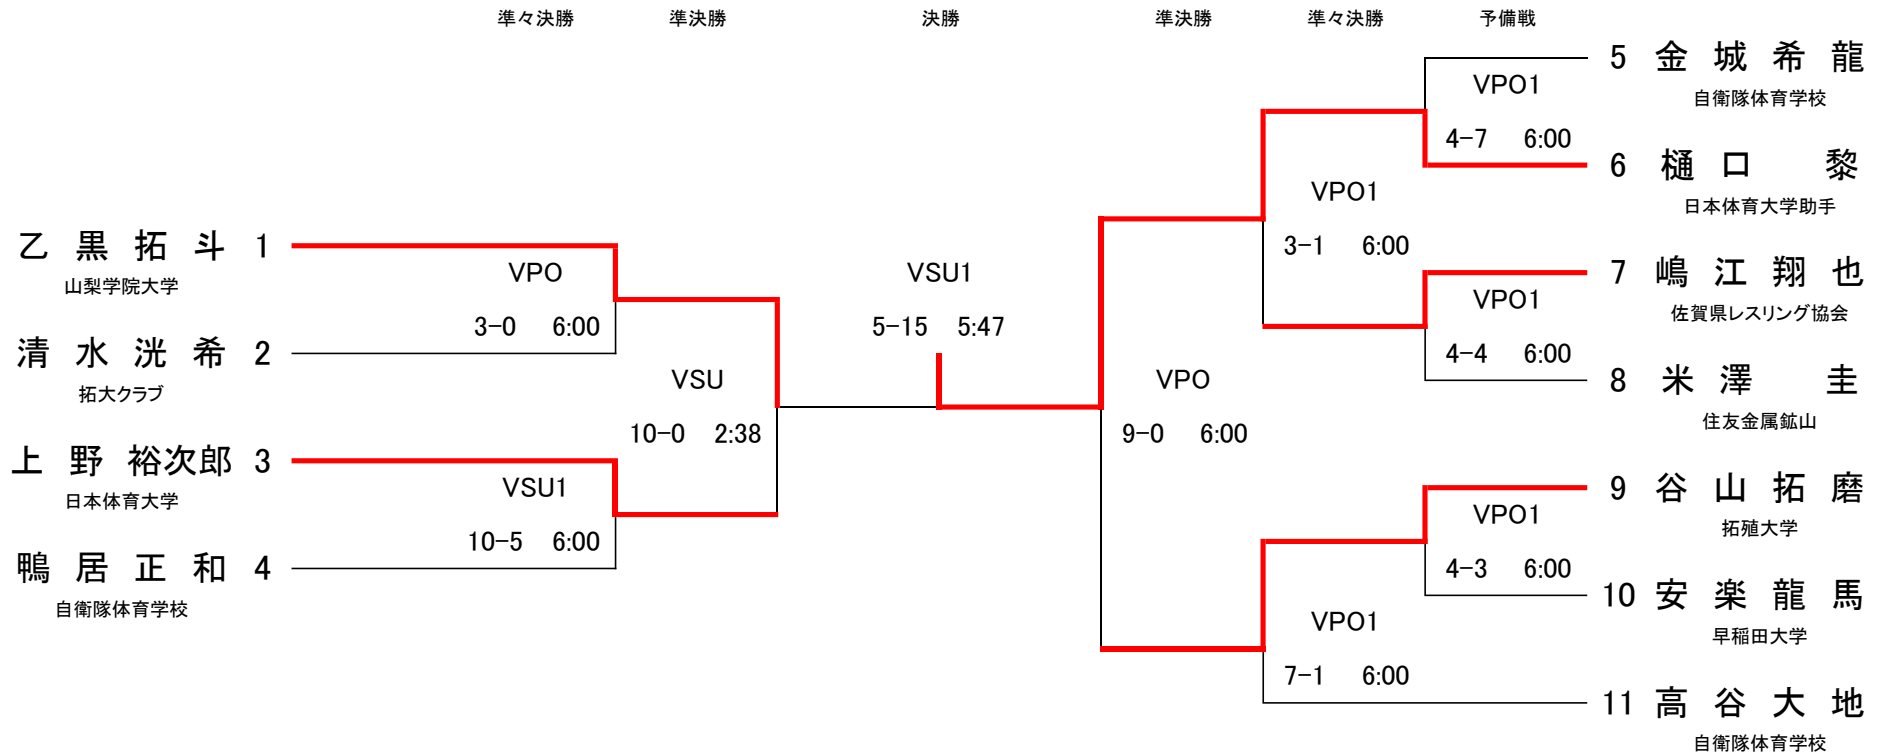 準々決勝 準決勝 決勝 準決勝 準々決勝 予備戦
乙黒拓斗 1
山梨学院大学
VPO
3-0 6:00
清水洸希 2
拓大クラブ
VSU
10-0 2:38
上野裕次郎 3
日本体育大学
VSU1
10-5 6:00
鴨居正和 4
自衛隊体育学校
VSU1
5-15 5:47
5 金城希龍
自衛隊体育学校
VPO1
4-7 6:00
6 樋口 黎
日本体育大学助手
VPO1
3-1 6:00
7 嶋江翔也
佐賀県レスリング協会
VPO1
4-4 6:00
8 米澤 圭
住友金属鉱山
VPO
9-0 6:00
9 谷山拓磨
拓殖大学
VPO1
4-3 6:00
10 安楽龍馬
早稲田大学
VPO1
7-1 6:00
11 高谷大地
自衛隊体育学校